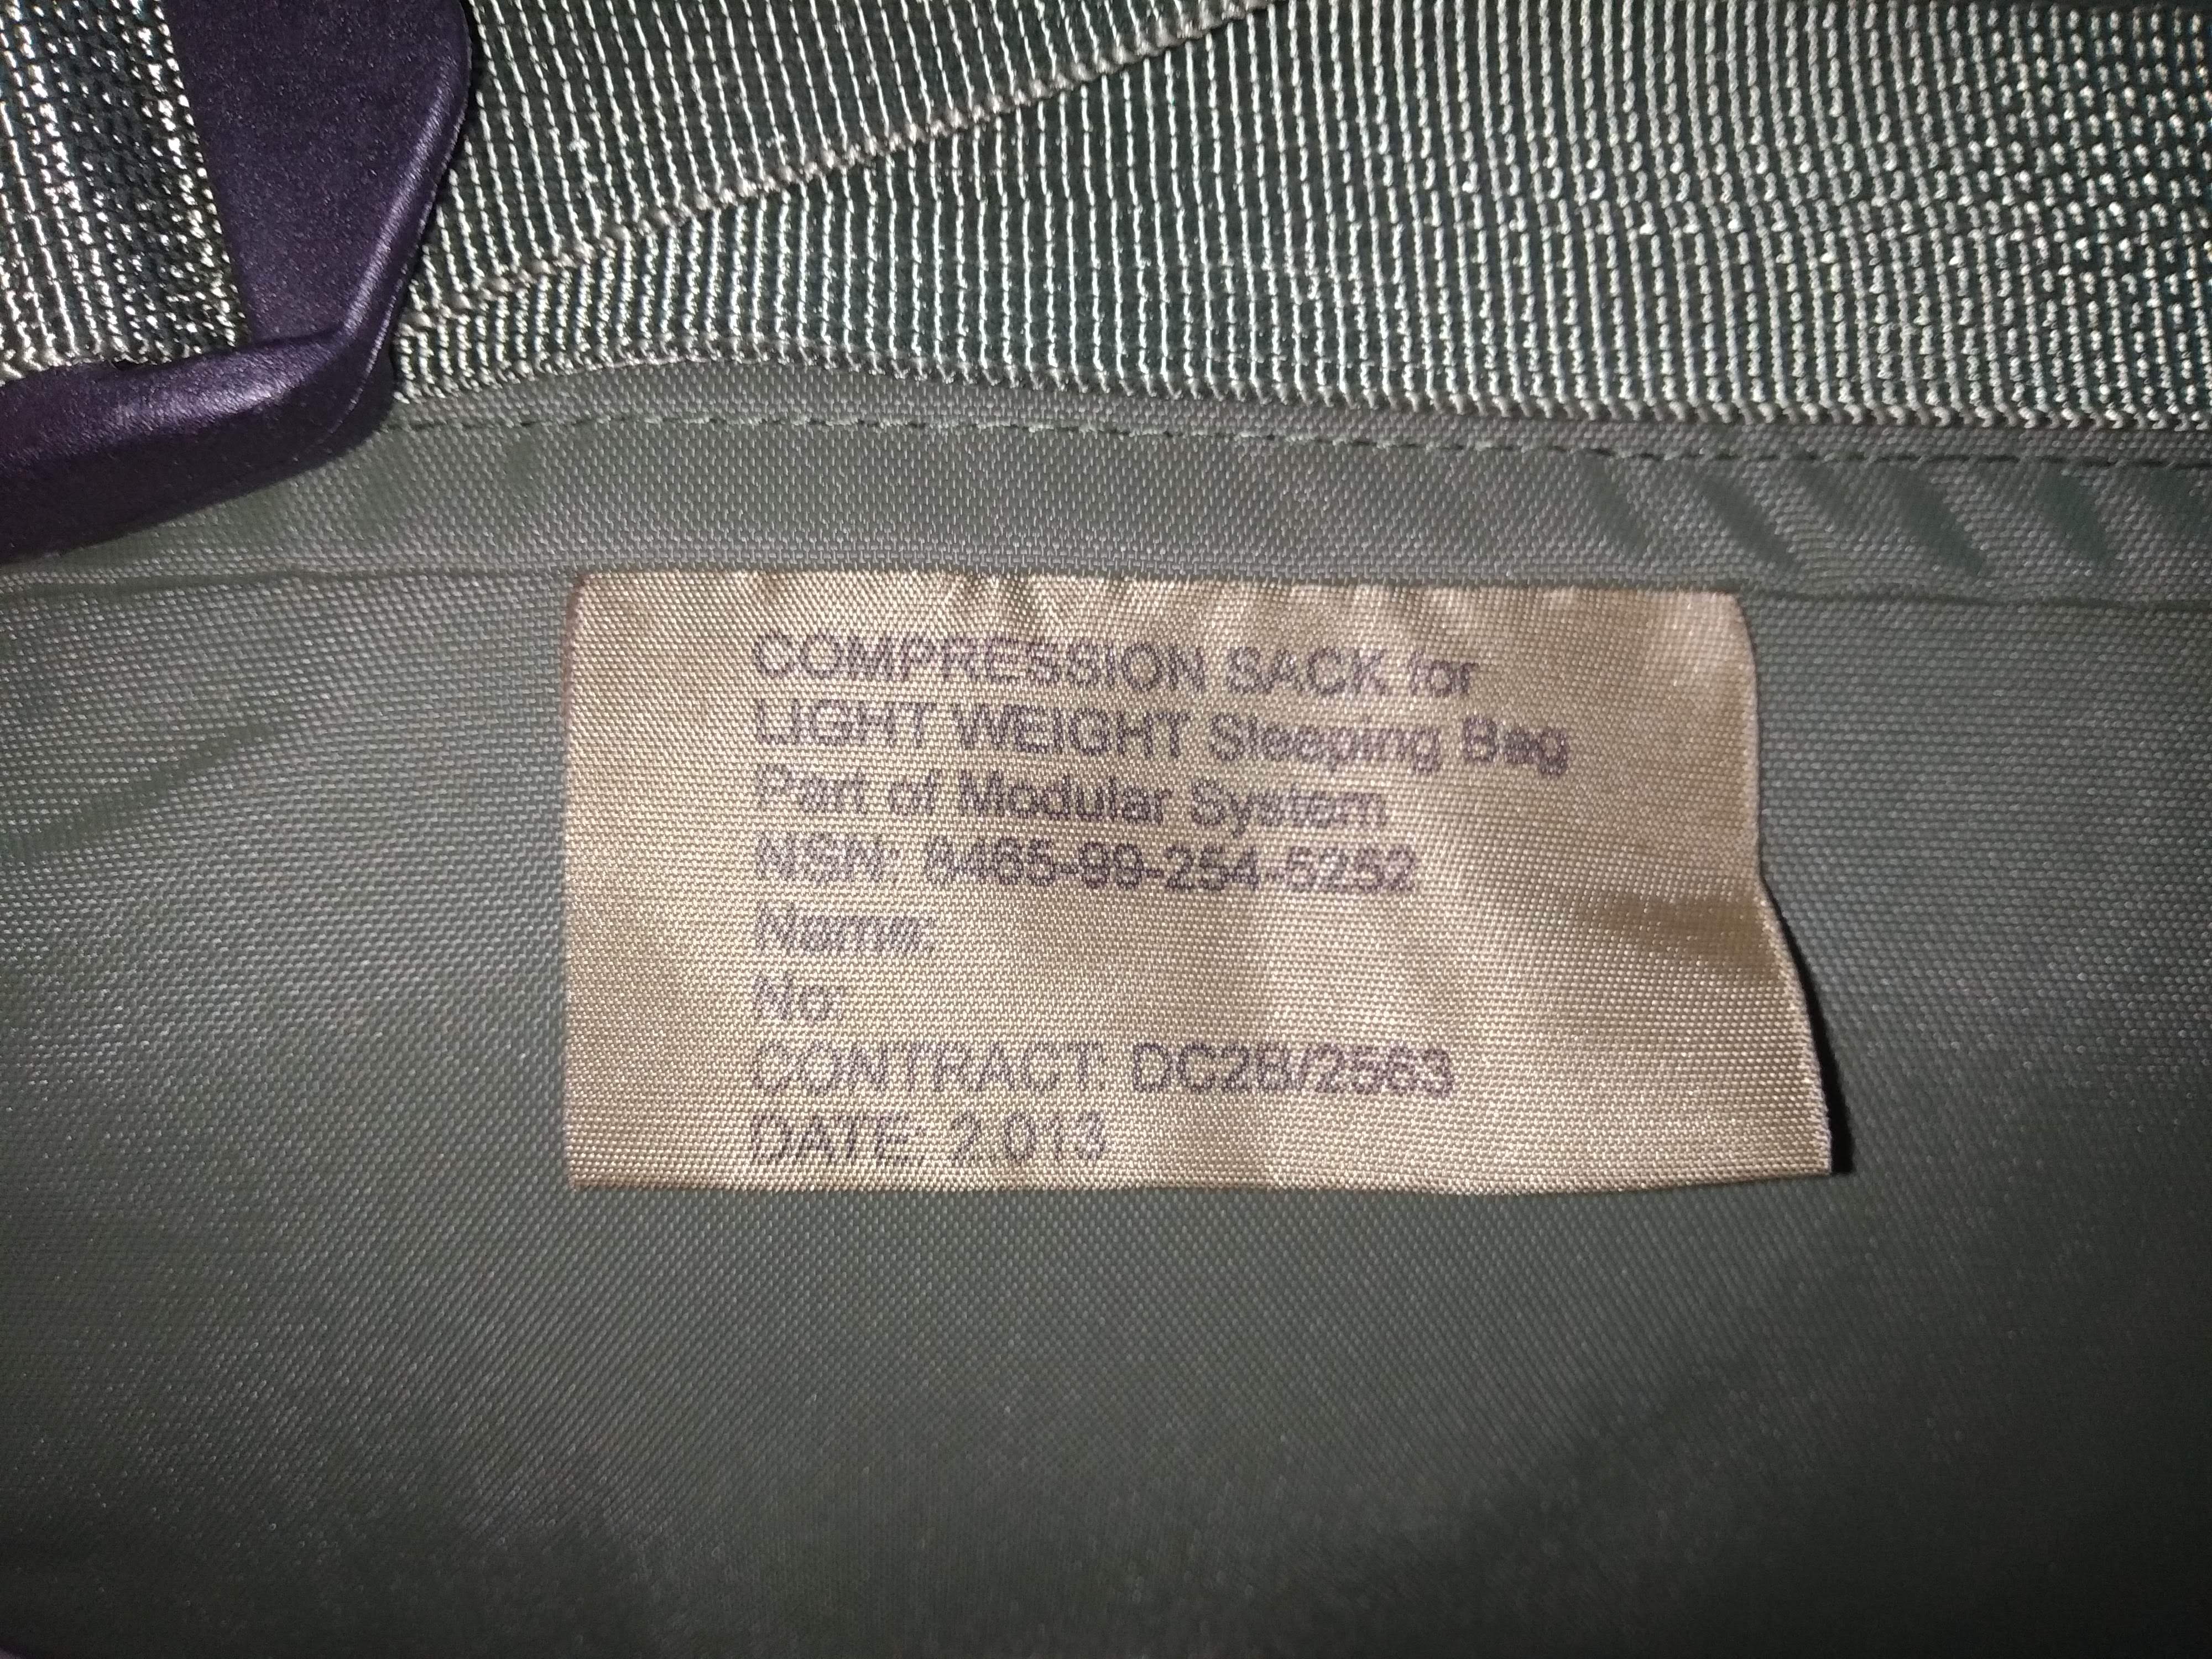 COMPRESSION SACK for
LIGHT WEIGHT Sleeping Bag
Part of Modular System
NSN: 8465-99-254-5252
Name:
No:
CONTRACT: DC2B/2563
DATE: 2.013